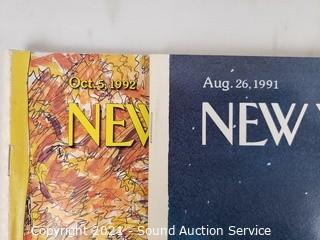 Oct. 5, 1992
NEW
Aug. 26, 1991
NEW
Copyright 2021 - Sound Auction Service